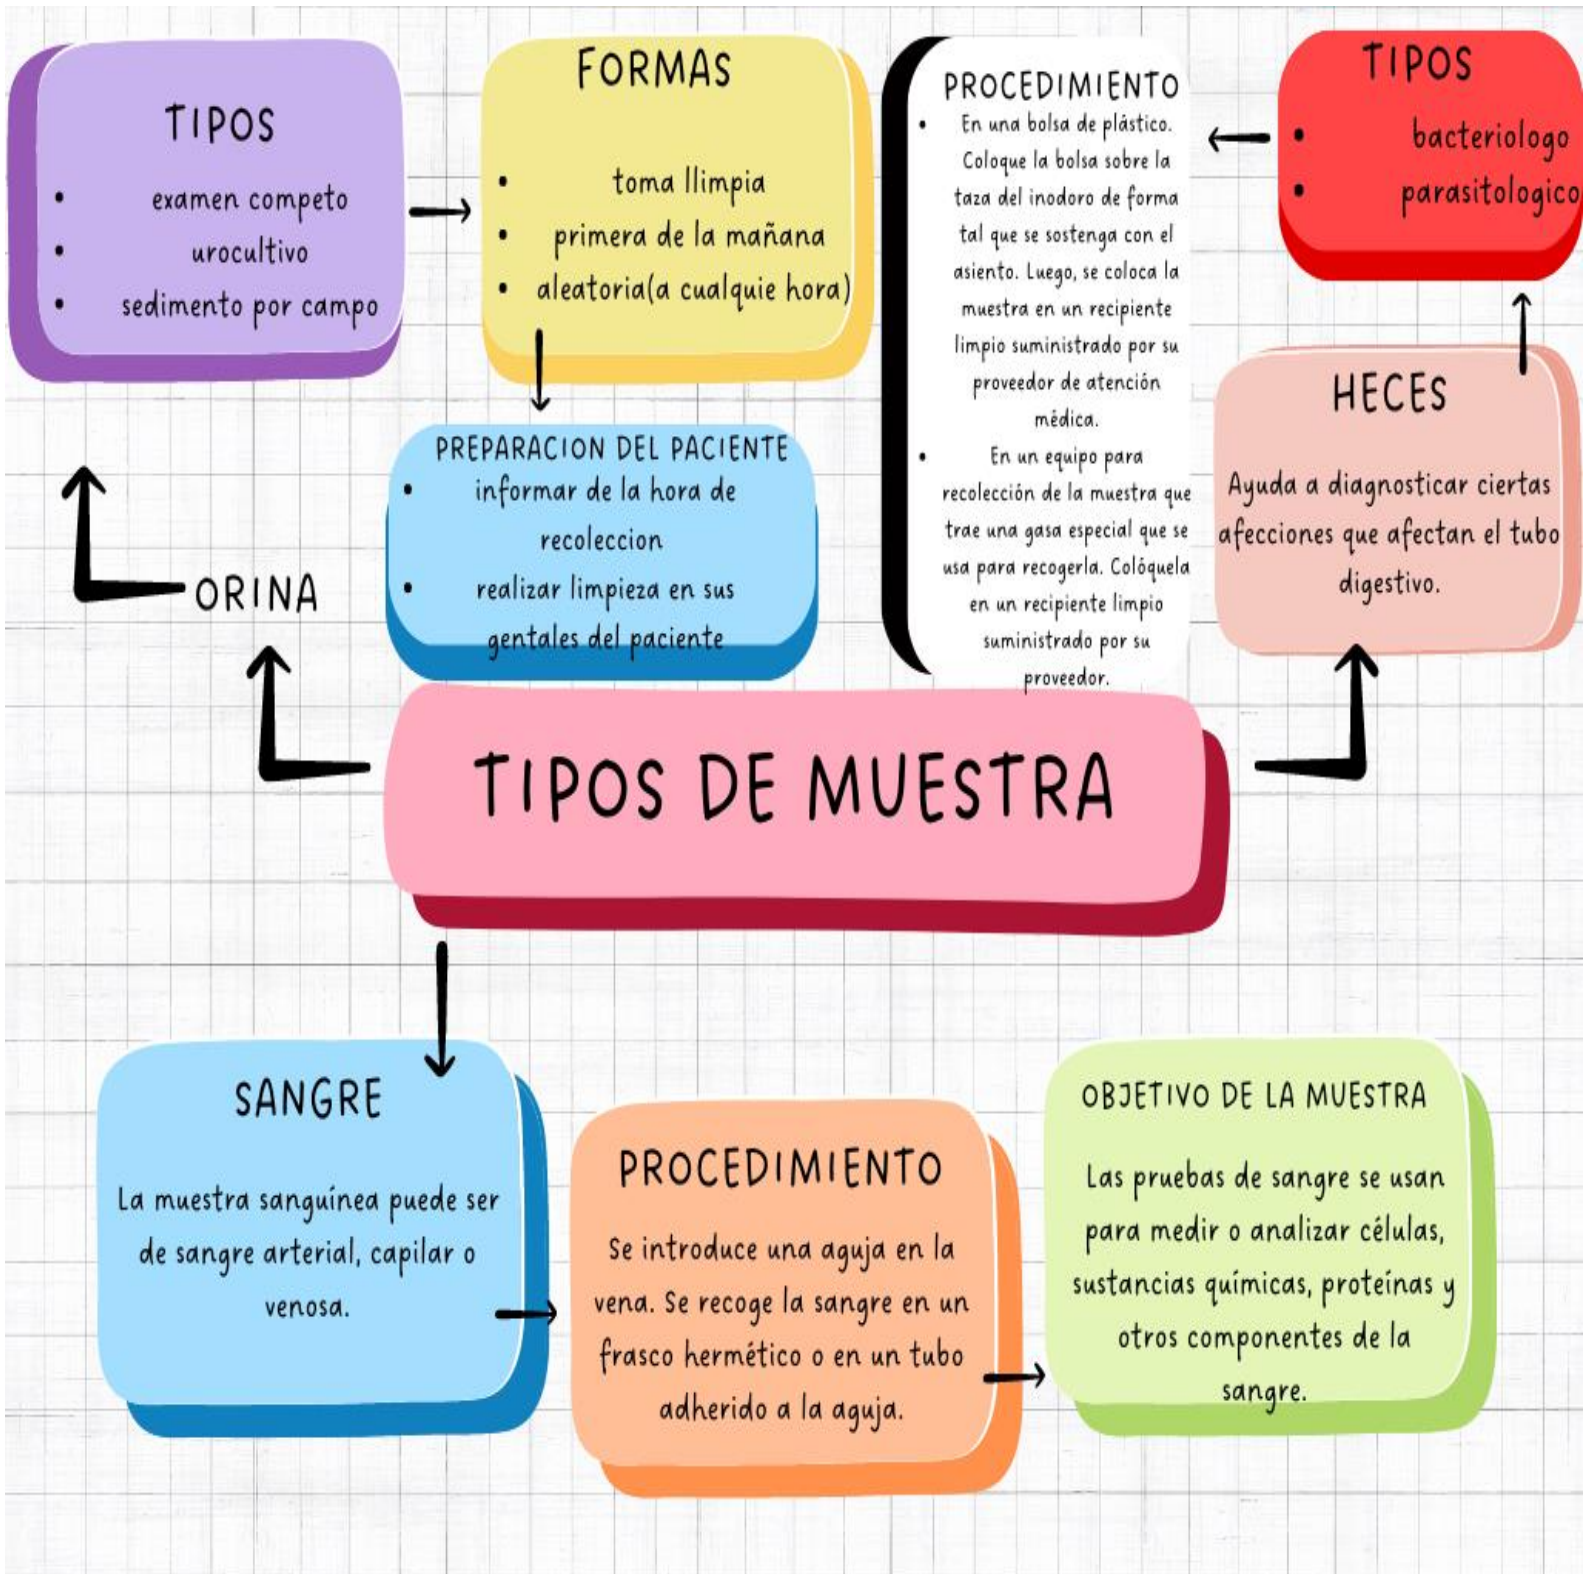 TIPOS
examen competo
urocultivo
sedimento por campo
FORMAS
toma llimpia
primera de la mañana
aleatoria(a cualquie hora)
PREPARACION DEL PACIENTE
informar de la hora de
recoleccion
realizar limpieza en sus
gentales del paciente
ORINA
PROCEDIMIENTO
En una bolsa de plástico.
Coloque la bolsa sobre la
taza del inodoro de forma
tal que se sostenga con el
asiento. Luego, se coloca la
muestra en un recipiente
limpio suministrado por su
proveedor de atención
médica.
En un equipo para
recolección de la muestra que
trae una gasa especial que se
usa para recogerla. Colóquela
en un recipiente limpio
suministrado por su
proveedor.
TIPOS
bacteriologo
parasitologico
HECES
Ayuda a diagnosticar ciertas
afecciones que afectan el tubo
digestivo.
TIPOS DE MUESTRA
SANGRE
La muestra sanguínea puede ser
de sangre arterial, capilar o
venosa.
PROCEDIMIENTO
Se introduce una aguja en la
vena. Se recoge la sangre en un
frasco hermético o en un tubo
adherido a la aguja.
OBJETIVO DE LA MUESTRA
Las pruebas de sangre se usan
para medir o analizar células,
sustancias químicas, proteínas y
otros componentes de la
sangre.